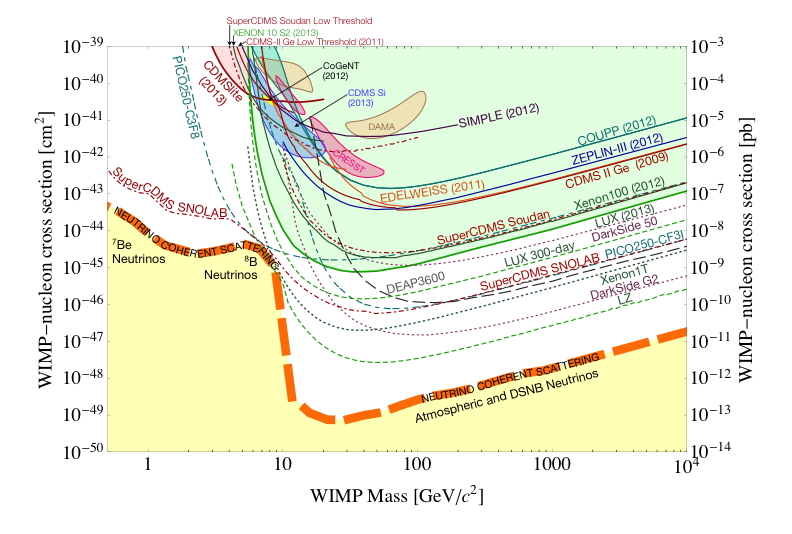 SuperCDMS Soudan Low Threshold
XENON 10 S2 (2013)
CDMS-II Ge Low Threshold (2011)
10−39
10−40
10−41
10−42
10−43
10−44
10−45
10−46
10−47
10−48
10−49
10−50
WIMP−nucleon cross section [cm2]
10−3
10−4
10−5
10−6
10−7
10−8
10−9
10−10
10−11
10−12
10−13
10−14
WIMP−nucleon cross section [pb]
1
10
100
1000
104
WIMP Mass [GeV/c2]
PICO250-C3F8
CDMSlite
(2013)
CoGeNT
(2012)
CDMS Si
(2013)
DAMA
SIMPLE (2012)
CRESST
COUPP (2012)
ZEPLIN-III (2012)
CDMS II Ge (2009)
EDELWEISS (2011)
Xenon100 (2012)
SuperCDMS Soudan
LUX (2013)
DarkSide 50
LUX 300-day
PICO250-CF3I
SuperCDMS SNOLAB
DEAP3600
Xenon1T
DarkSide G2
LZ
SuperCDMS SNOLAB
NEUTRINO COHERENT SCATTERING
7Be
Neutrinos
8B
Neutrinos
NEUTRINO COHERENT SCATTERING
Atmospheric and DSNB Neutrinos